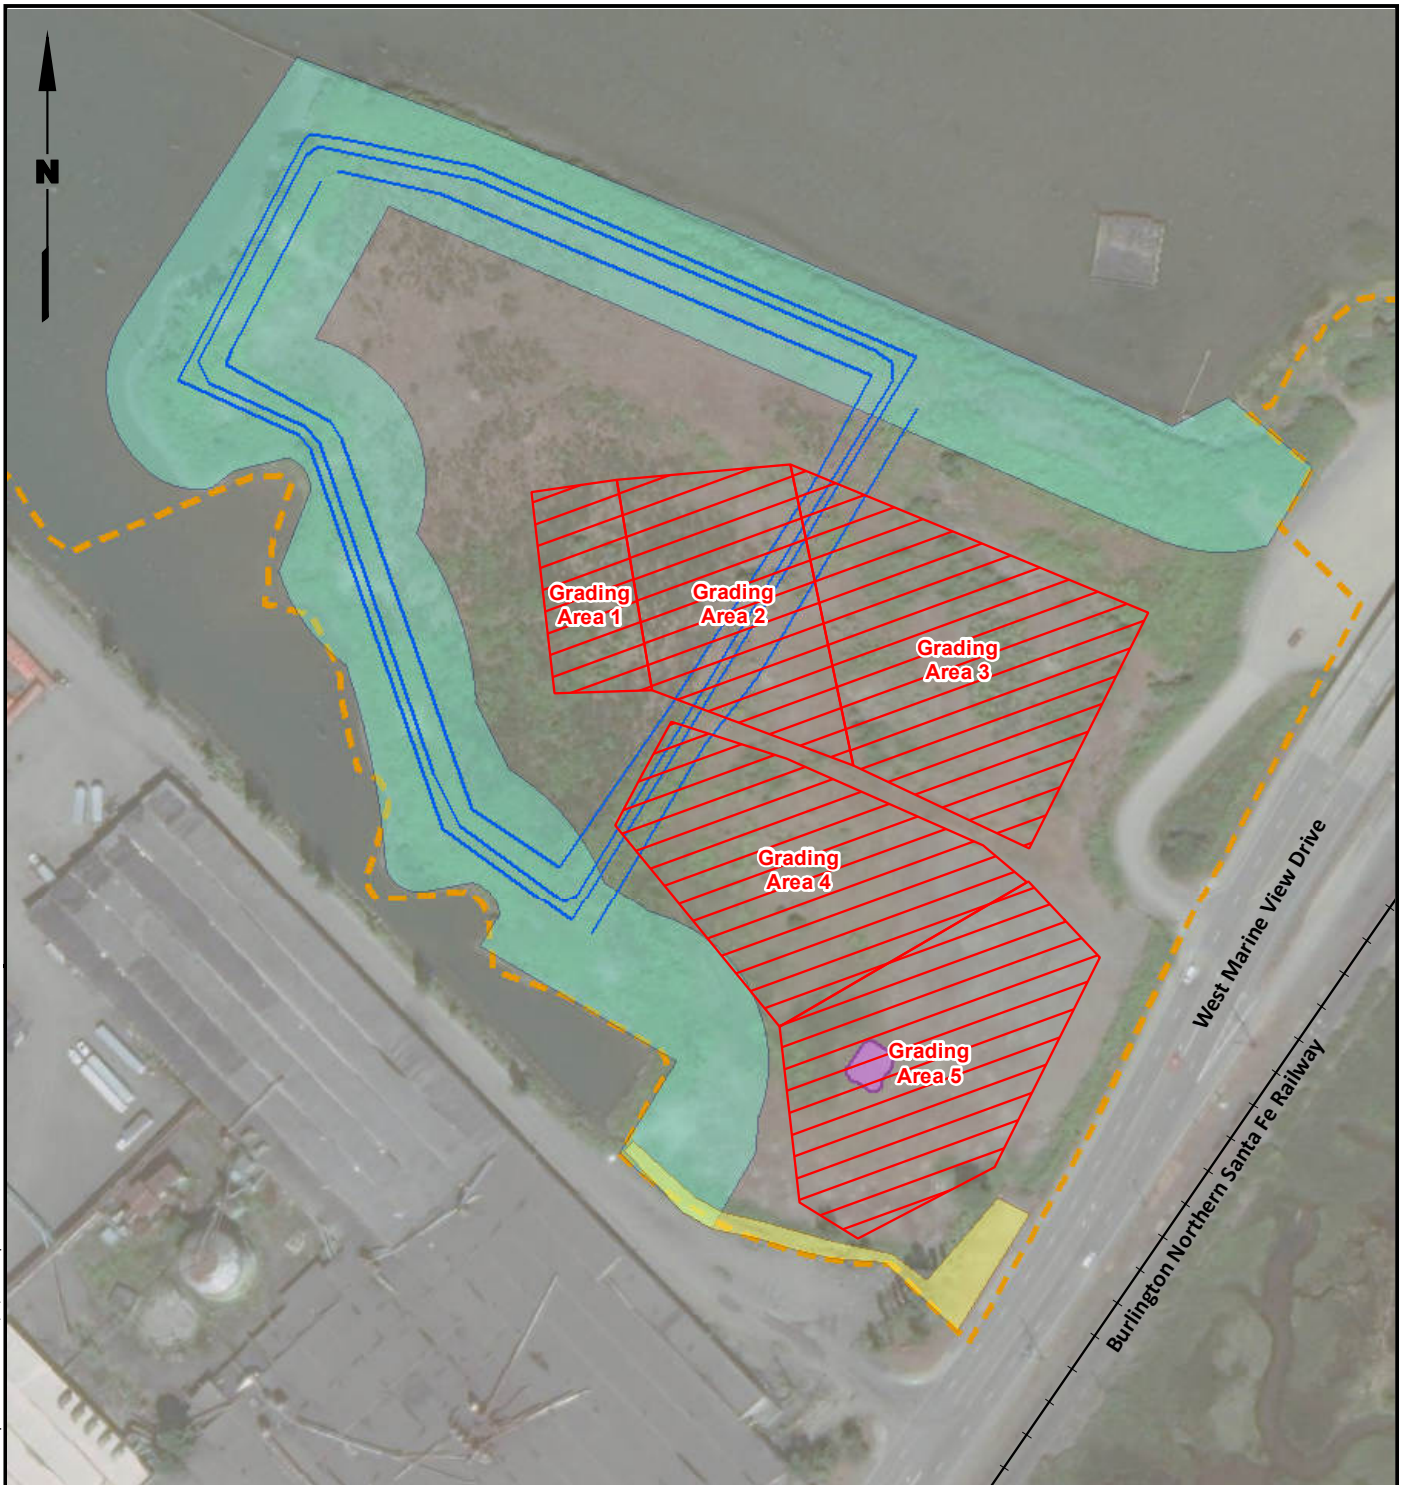 N
Grading
Area 1
Grading
Area 2
Grading
Area 3
Grading
Area 4
Grading
Area 5
West Marine View Drive
Burlington Northern Santa Fe Railway